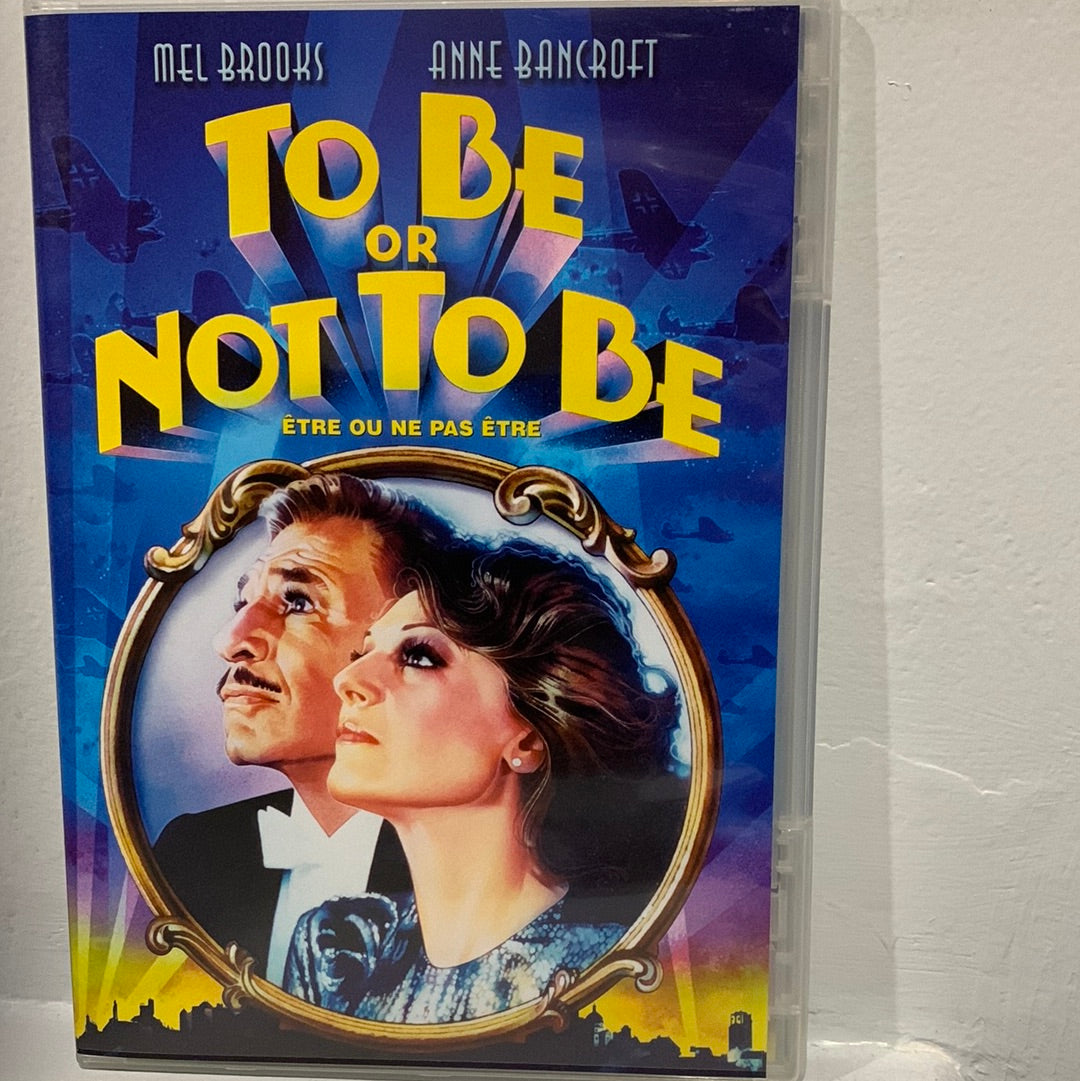 MEL BROOKS ANNE BANCROFT
TO BE
OR
NOT TO BE
ÊTRE OU NE PAS ÊTRE